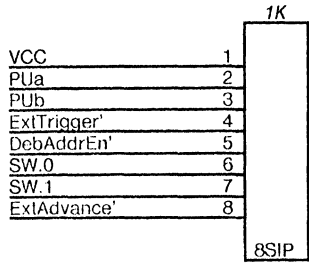 1K
VCC 1
PUa 2
PUb 3
ExtTrigger' 4
DebAddrEn' 5
SW.0 6
SW.1 7
ExtAdvance' 8
8SIP